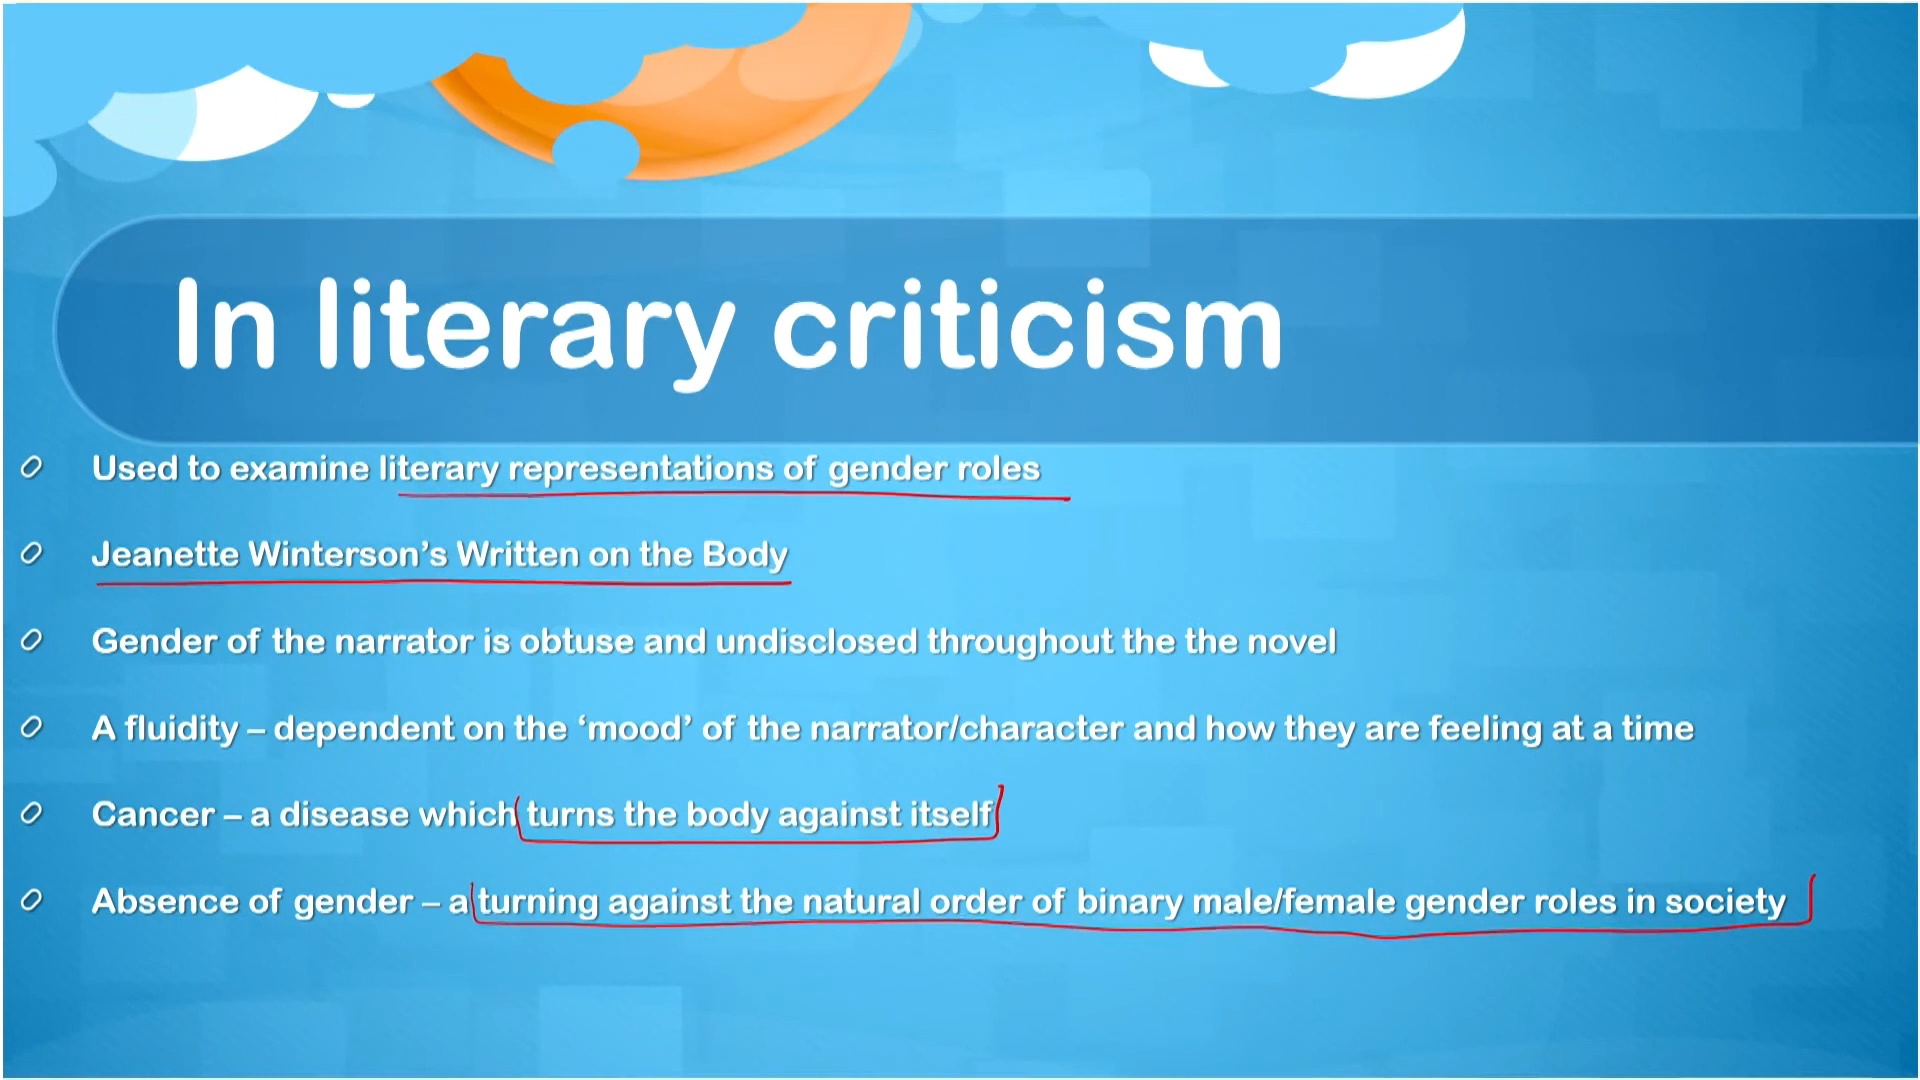 In literary criticism
Used to examine literary representations of gender roles
Jeanette Winterson’s Written on the Body
Gender of the narrator is obtuse and undisclosed throughout the the novel
A fluidity – dependent on the ‘mood’ of the narrator/character and how they are feeling at a time
Cancer – a disease which turns the body against itself
Absence of gender – a turning against the natural order of binary male/female gender roles in society